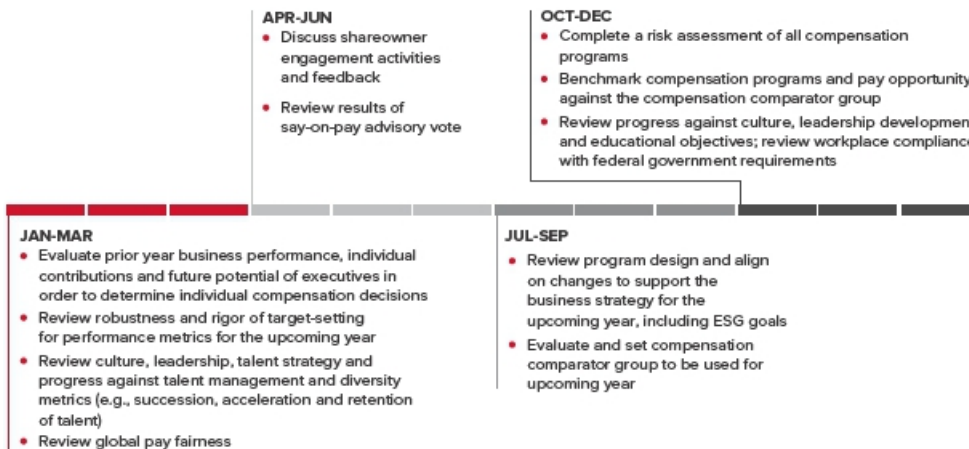 APR-JUN
• Discuss shareowner
engagement activities
and feedback
• Review results of
say-on-pay advisory vote
OCT-DEC
• Complete a risk assessment of all compensation
programs
• Benchmark compensation programs and pay opportunity
against the compensation comparator group
• Review progress against culture, leadership developmen
and educational objectives; review workplace compliance
with federal government requirements
JAN-MAR
• Evaluate prior year business performance, individual
contributions and future potential of executives in
order to determine individual compensation decisions
• Review robustness and rigor of target-setting
for performance metrics for the upcoming year
• Review culture, leadership, talent strategy and
progress against talent management and diversity
metrics (e.g., succession, acceleration and retention
of talent)
• Review global pay fairness
JUL-SEP
• Review program design and align
on changes to support the
business strategy for the
upcoming year, including ESG goals
• Evaluate and set compensation
comparator group to be used for
upcoming year